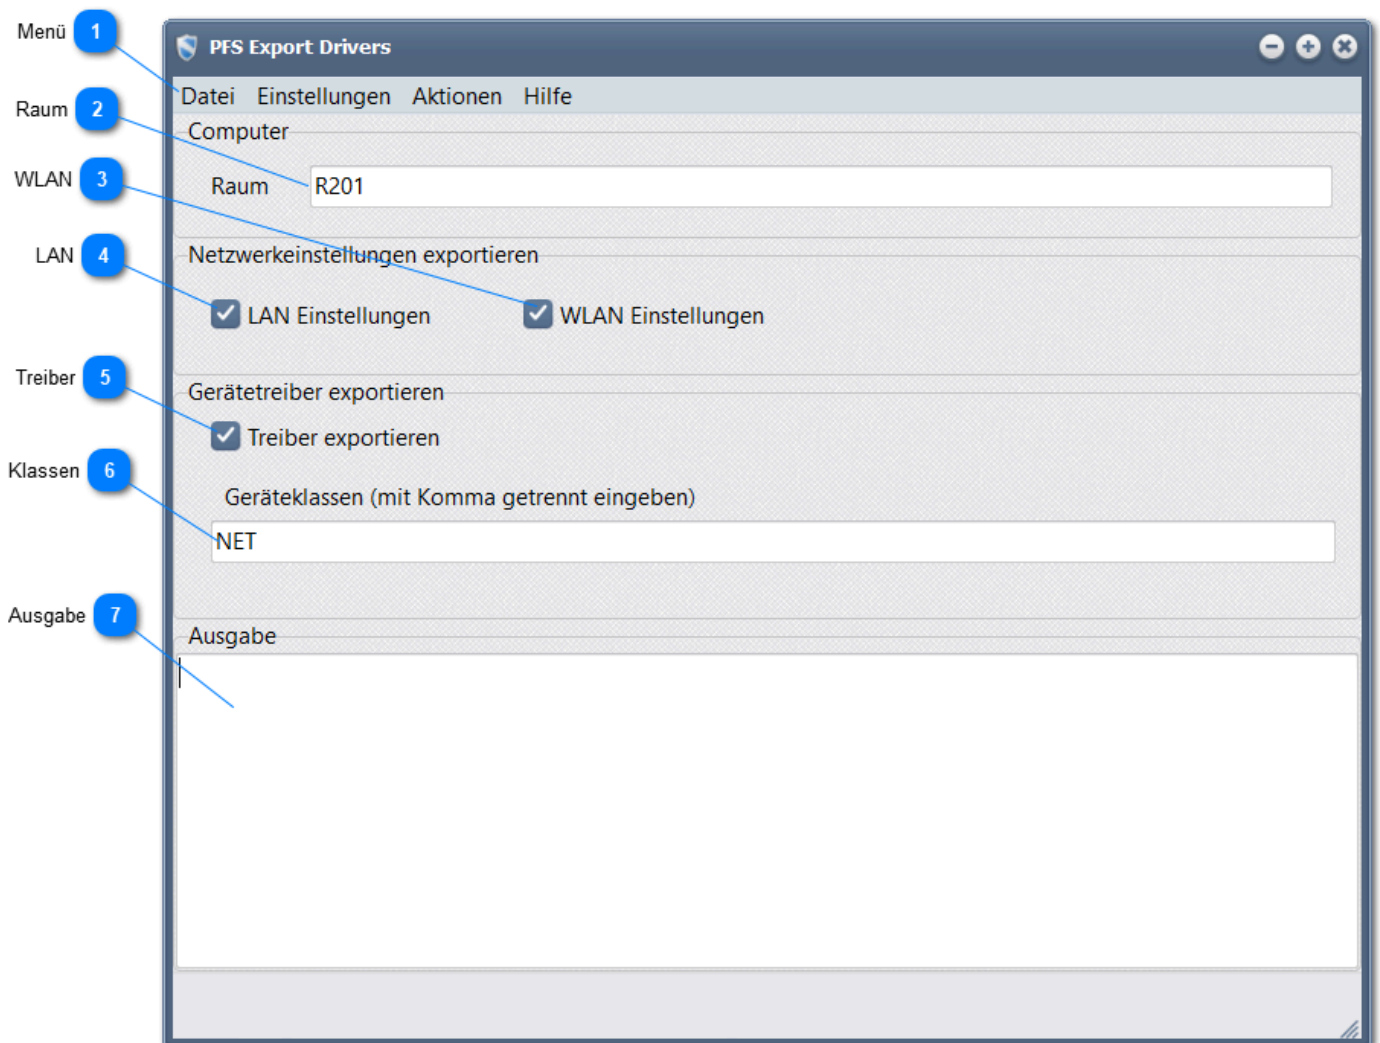 Menü 1
PFS Export Drivers
Datei Einstellungen Aktionen Hilfe
Raum 2
Computer
WLAN 3
Raum R201
LAN 4
Netzwerkeinstellungen exportieren
LAN Einstellungen WLAN Einstellungen
Treiber 5
Gerätetreiber exportieren
Treiber exportieren
Klassen 6
Geräteklassen (mit Komma getrennt eingeben)
NET
Ausgabe 7
Ausgabe